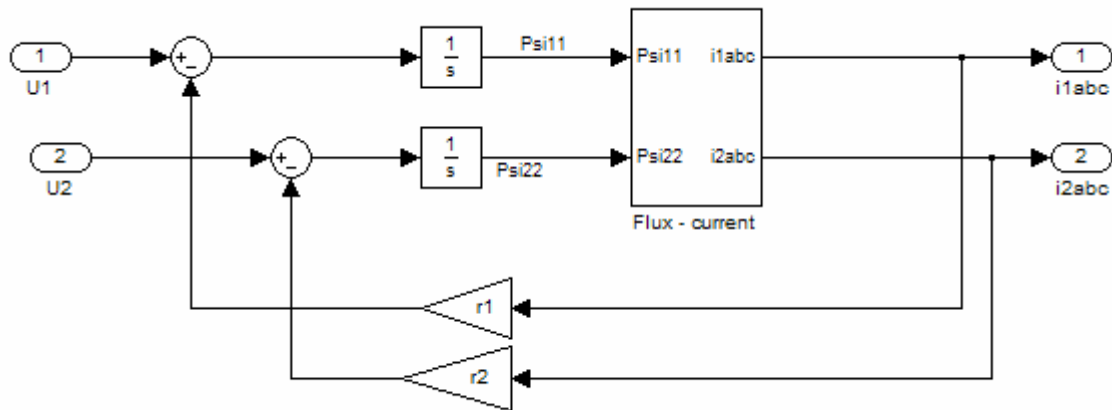 1
U1
+
−
1
s
Psi11
Psi11
i1abc
1
i1abc
2
U2
+
−
1
s
Psi22
Psi22
i2abc
2
i2abc
Flux - current
r1
r2